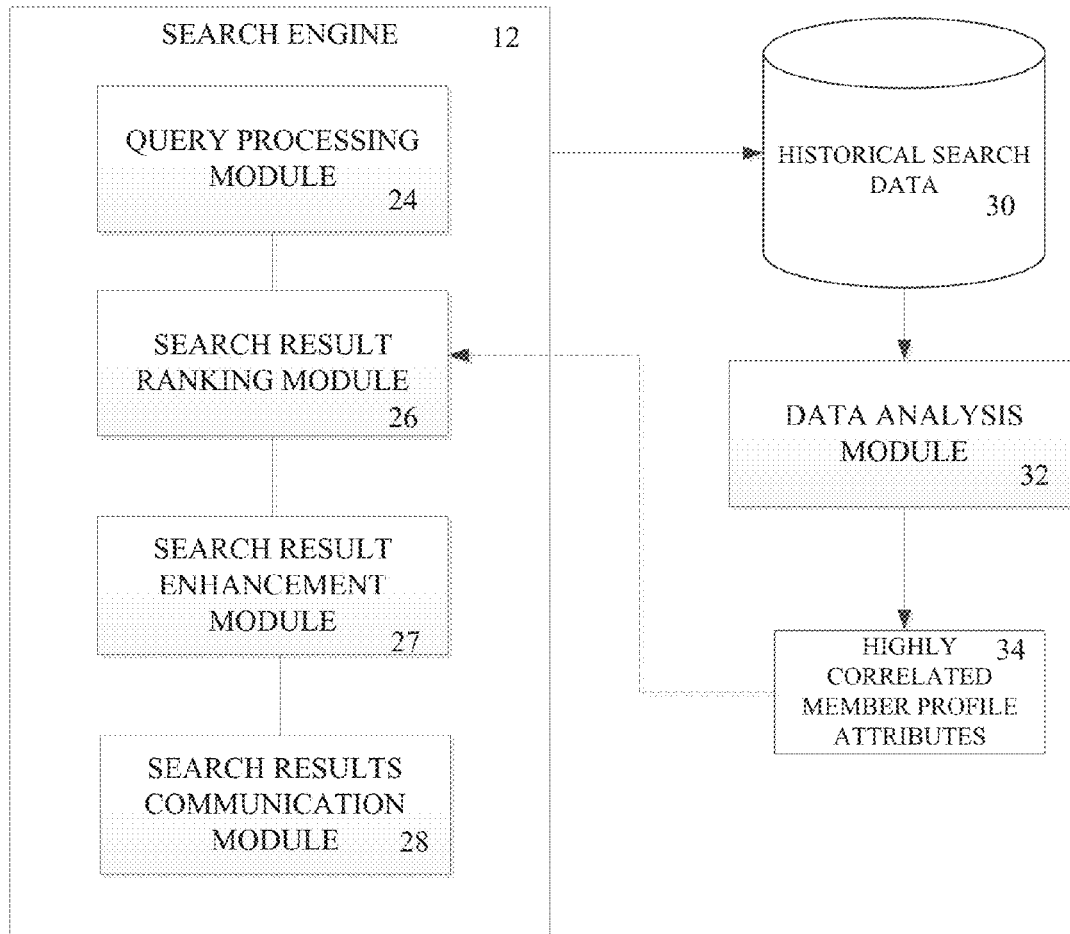 SEARCH ENGINE 12
QUERY PROCESSING
MODULE
24
SEARCH RESULT
RANKING MODULE
26
SEARCH RESULT
ENHANCEMENT
MODULE
27
SEARCH RESULTS
COMMUNICATION
MODULE 28
HISTORICAL SEARCH
DATA
30
DATA ANALYSIS
MODULE
32
HIGHLY 34
CORRELATED
MEMBER PROFILE
ATTRIBUTES